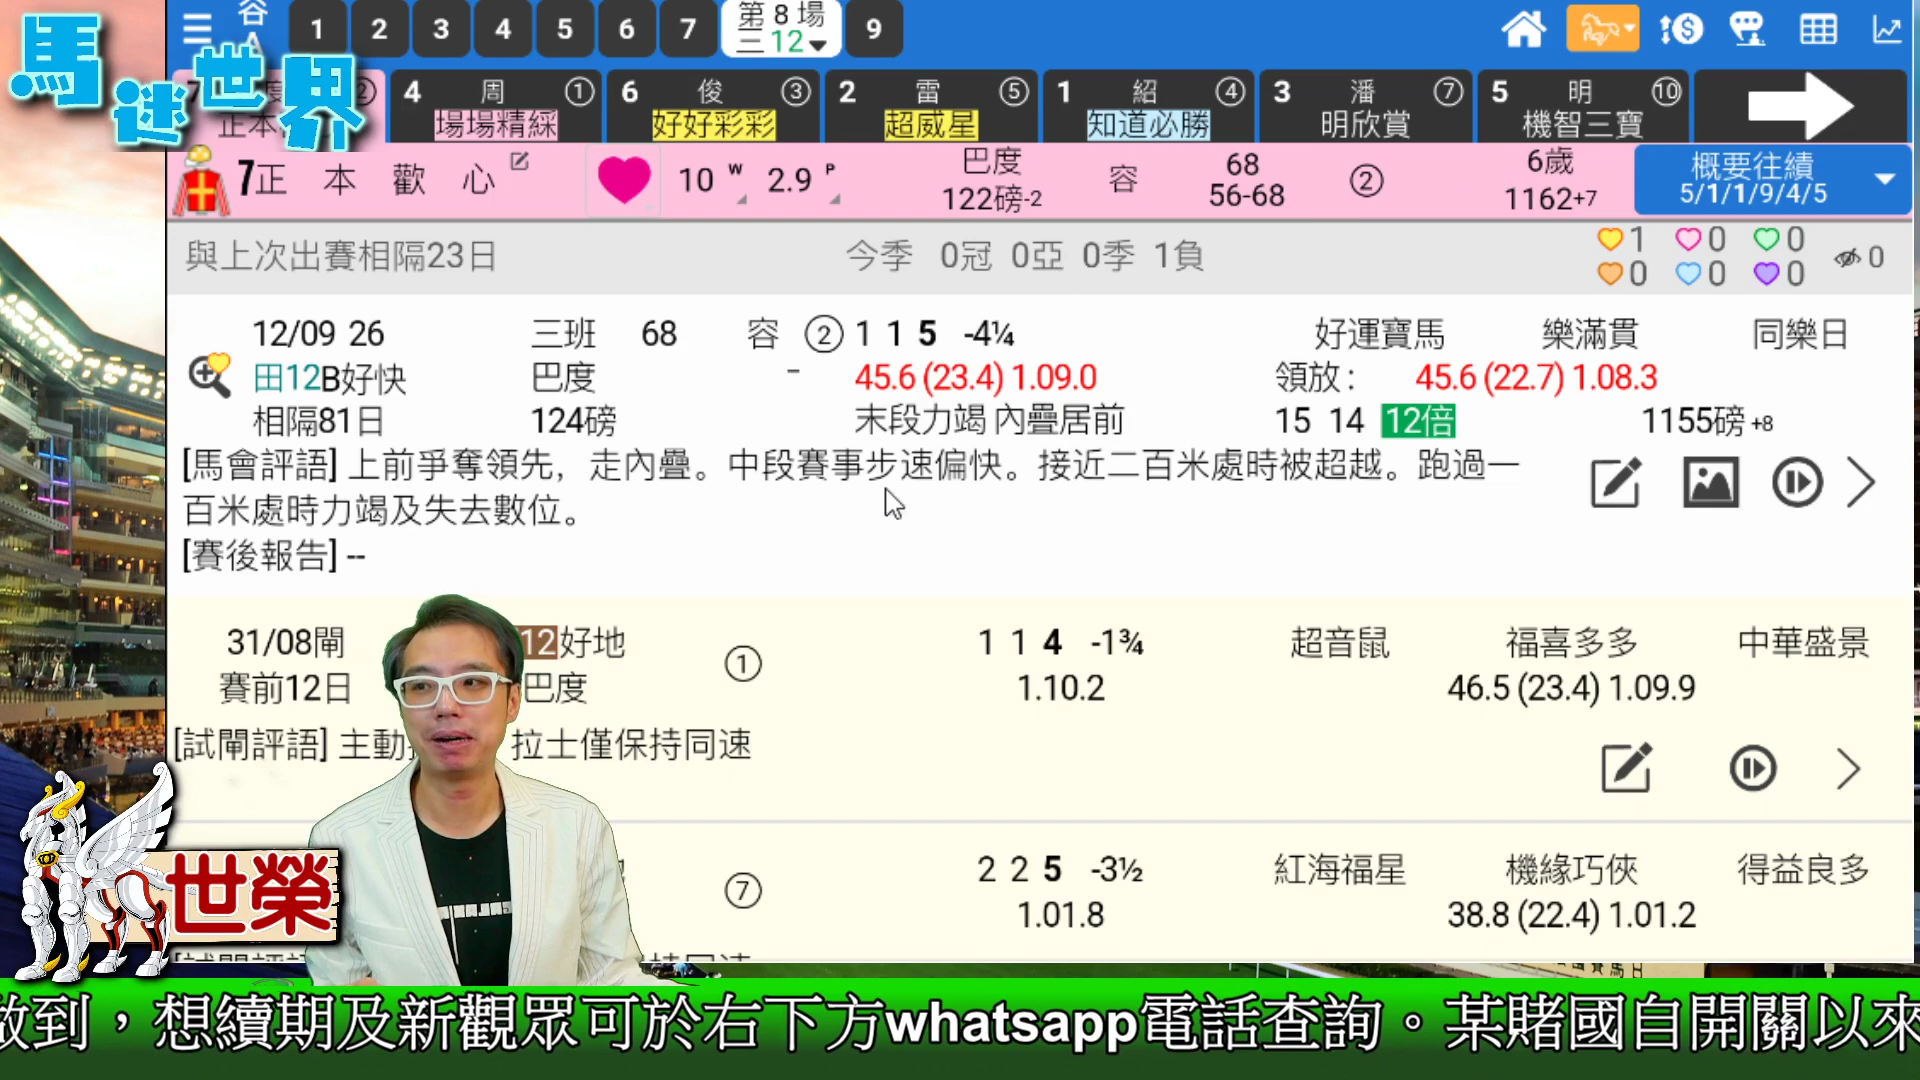 谷 A 1 2 3 4 5 6 7 第 8 場 三 12 9
馬迷世界
4 周 ① 場場精綵
6 俊 ③ 好好彩彩
2 雷 ⑤ 超威星
1 紹 ④ 知道必勝
3 潘 ⑦ 明欣賞
5 明 ⑩ 機智三寶
7 正本歡心 10 W 2.9 P 巴度 122磅-2 容 68 56-68 ② 6歲 1162+7 概要往績 5/1/1/9/4/5
與上次出賽相隔23日 今季 0冠 0亞 0季 1負 1 0 0 0 0 0 0
12/09 26 三班 68 容 ② 1 1 5 -4¼ 好運寶馬 樂滿貫 同樂日
田12B好快 巴度 - 45.6 (23.4) 1.09.0 領放： 45.6 (22.7) 1.08.3
相隔81日 124磅 末段力竭 內疊居前 15 14 12倍 1155磅 +8
[馬會評語] 上前爭奪領先，走內疊。中段賽事步速偏快。接近二百米處時被超越。跑過一
百米處時力竭及失去數位。
[賽後報告] --
31/08閘 12好地 ① 1 1 4 -1¾ 超音鼠 福喜多多 中華盛景
賽前12日 巴度 1.10.2 46.5 (23.4) 1.09.9
[試閘評語] 主動 拉士僅保持同速
⑦ 2 2 5 -3½ 紅海福星 機緣巧俠 得益良多
1.01.8 38.8 (22.4) 1.01.2
世榮
做到，想續期及新觀眾可於右下方whatsapp電話查詢。某賭國自開關以來